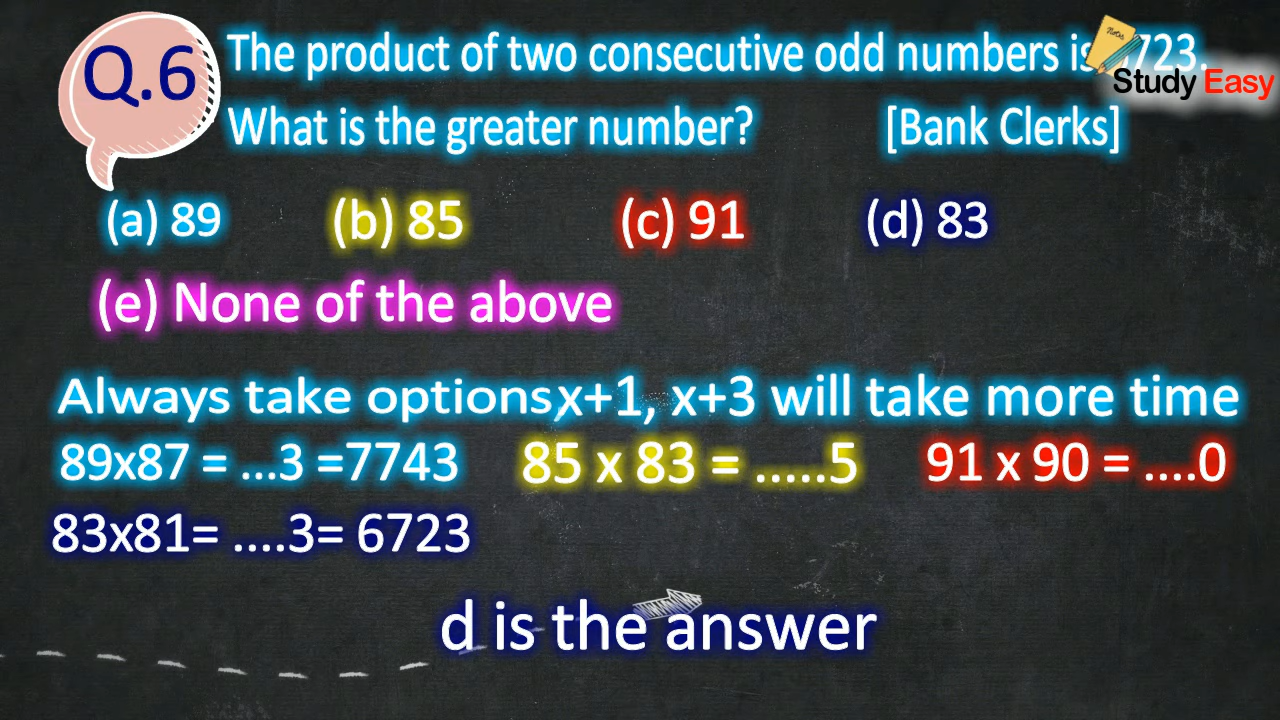 Q.6
The product of two consecutive odd numbers is 723.
Study Easy
What is the greater number? [Bank Clerks]
(a) 89 (b) 85 (c) 91 (d) 83
(e) None of the above
Always take options,x+1, x+3 will take more time
89x87 = ...3 =7743 85 x 83 = .....5 91 x 90 = ....0
83x81= ....3= 6723
d is the answer